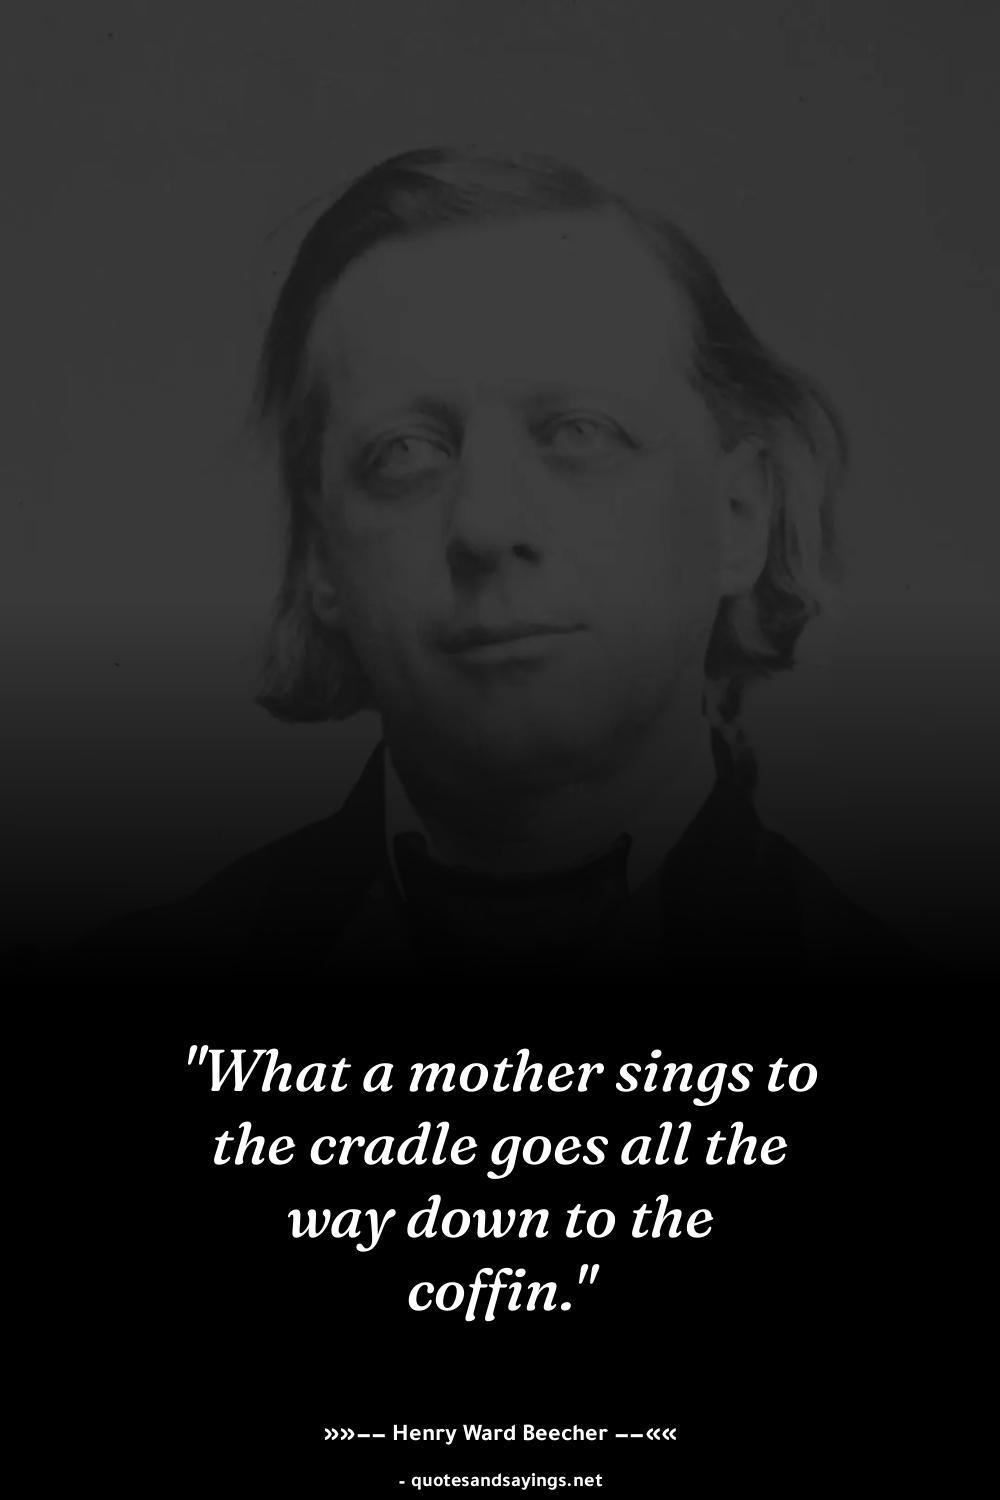 "What a mother sings to
the cradle goes all the
way down to the
coffin."
»»−− Henry Ward Beecher −−««
- quotesandsayings.net